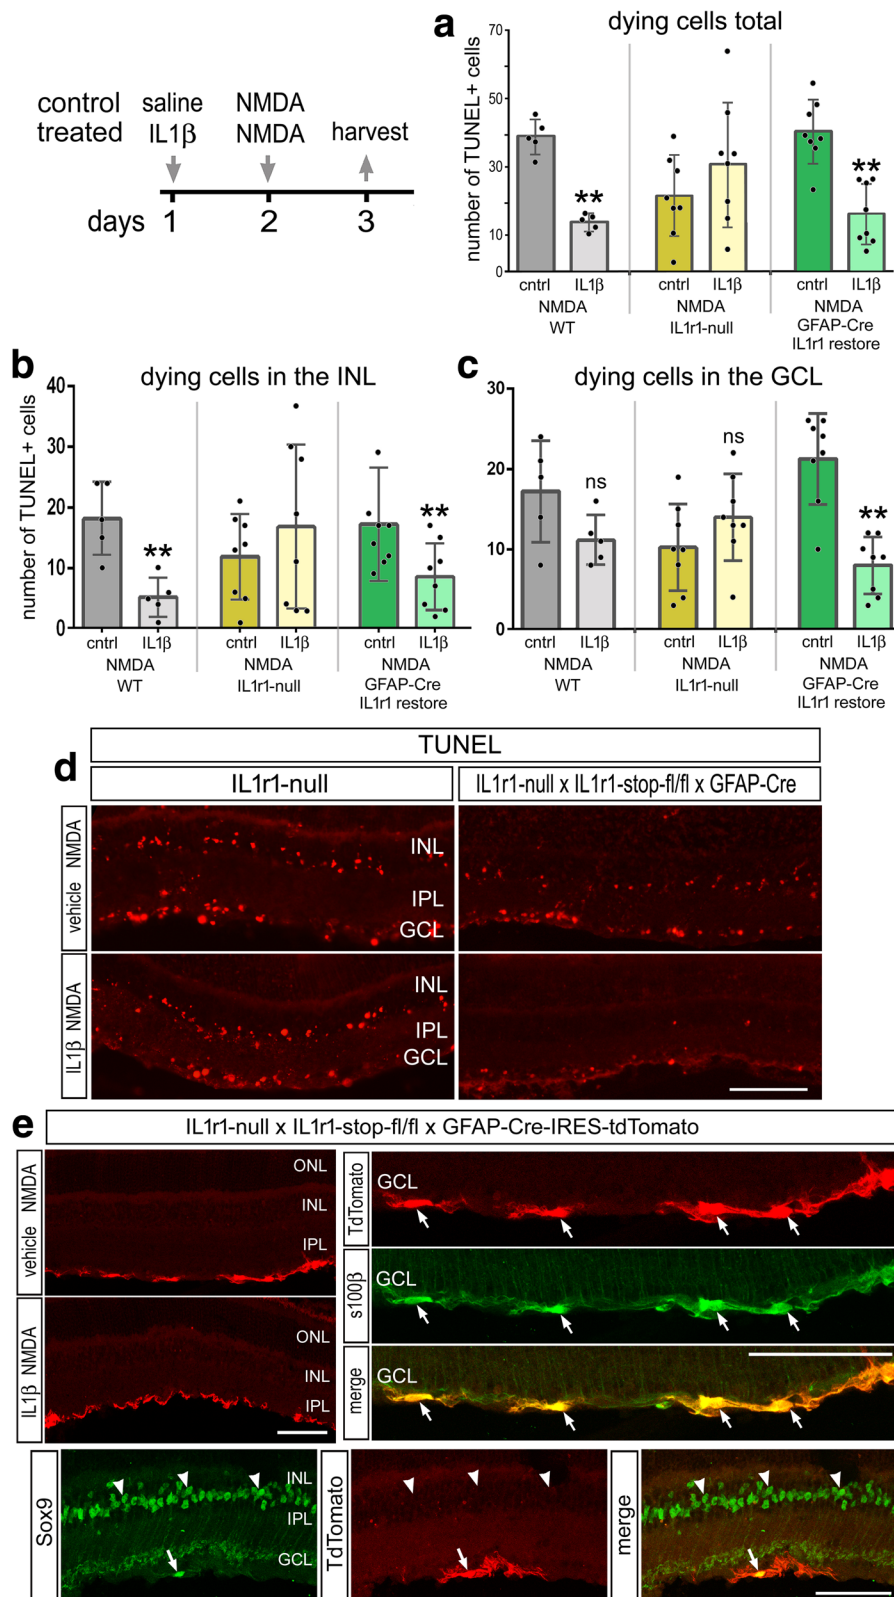 control saline NMDA
treated IL1β NMDA harvest
days 1 2 3
a dying cells total
number of TUNEL+ cells
70
50
30
10
0
** **
cntrl IL1β cntrl IL1β cntrl IL1β
NMDA NMDA NMDA
WT IL1r1-null GFAP-Cre
IL1r1 restore
b dying cells in the INL
number of TUNEL+ cells
40
30
20
10
0
** **
cntrl IL1β cntrl IL1β cntrl IL1β
NMDA NMDA NMDA
WT IL1r1-null GFAP-Cre
IL1r1 restore
c dying cells in the GCL
30
20
10
0
ns ns **
cntrl IL1β cntrl IL1β cntrl IL1β
NMDA NMDA NMDA
WT IL1r1-null GFAP-Cre
IL1r1 restore
d TUNEL
IL1r1-null IL1r1-null x IL1r1-stop-fl/fl x GFAP-Cre
vehicle NMDA
INL
IPL
GCL
IL1β NMDA
INL
IPL
GCL
e IL1r1-null x IL1r1-stop-fl/fl x GFAP-Cre-IRES-tdTomato
vehicle NMDA
ONL
INL
IPL
IL1β NMDA
ONL
INL
IPL
TdTomato
GCL
s100β
GCL
merge
GCL
Sox9
INL
IPL
GCL
TdTomato
merge